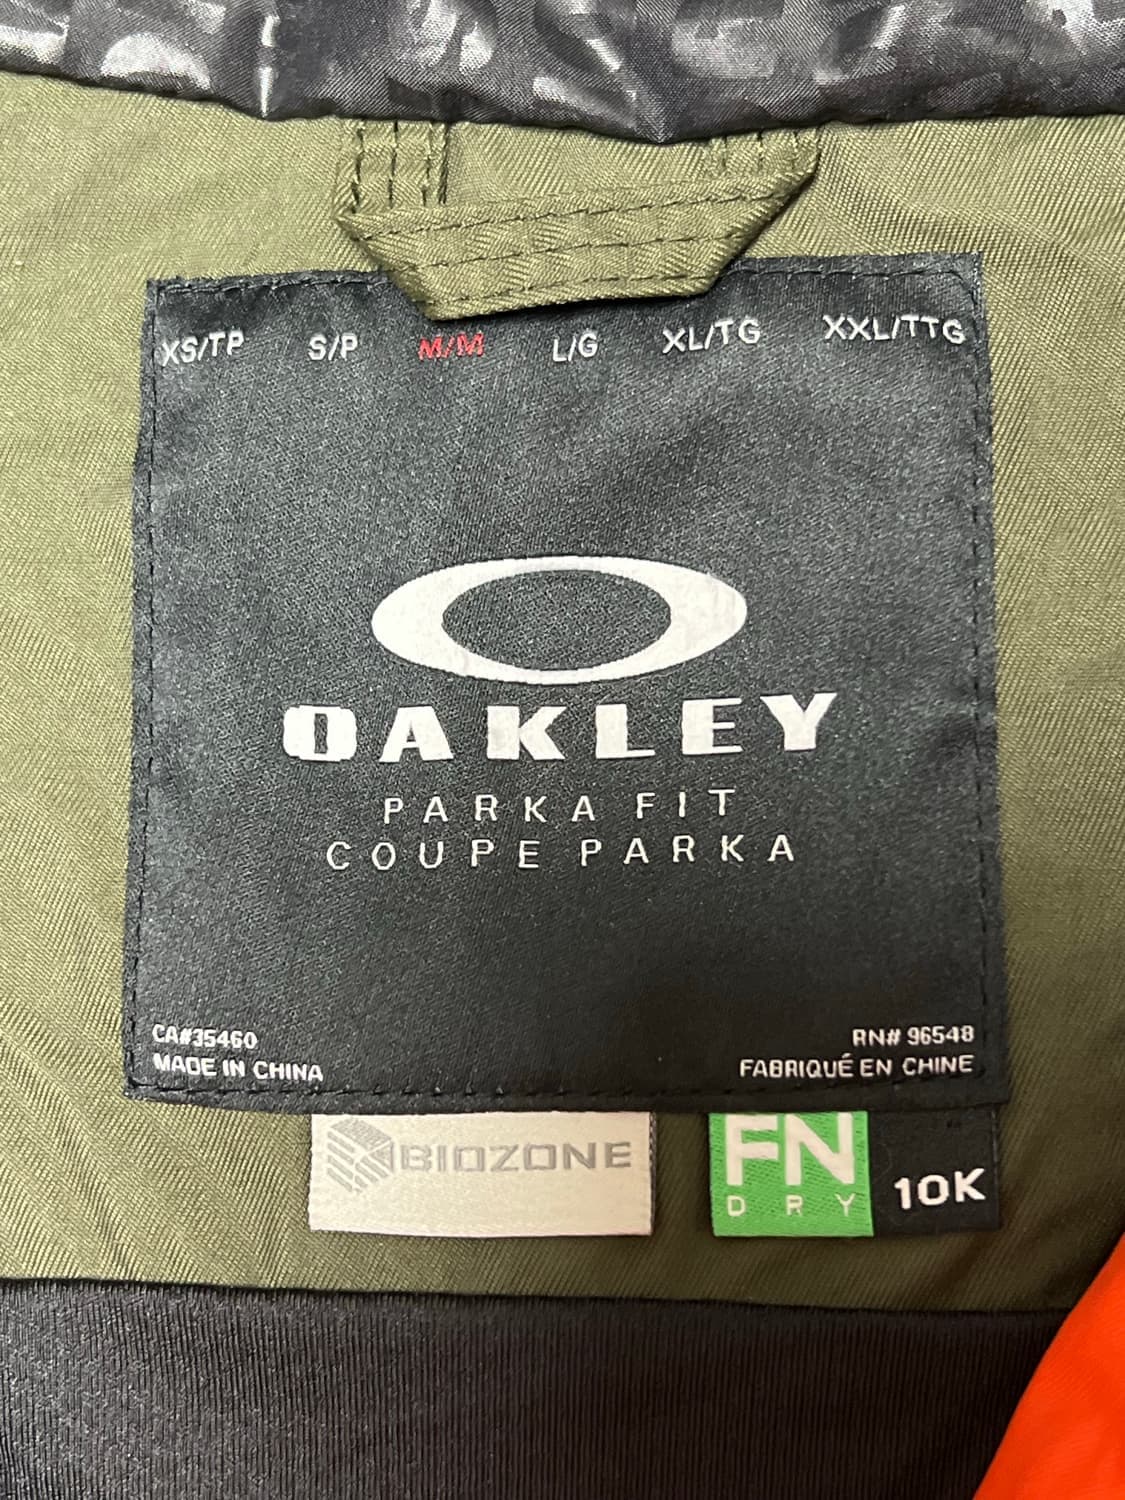 XS/TP S/P M/M L/G XL/TG XXL/TTG
OAKLEY
PARKA FIT
COUPE PARKA
CA#35460
MADE IN CHINA
RN# 96548
FABRIQUÉ EN CHINE
BIOZONE
FN
DRY
10K